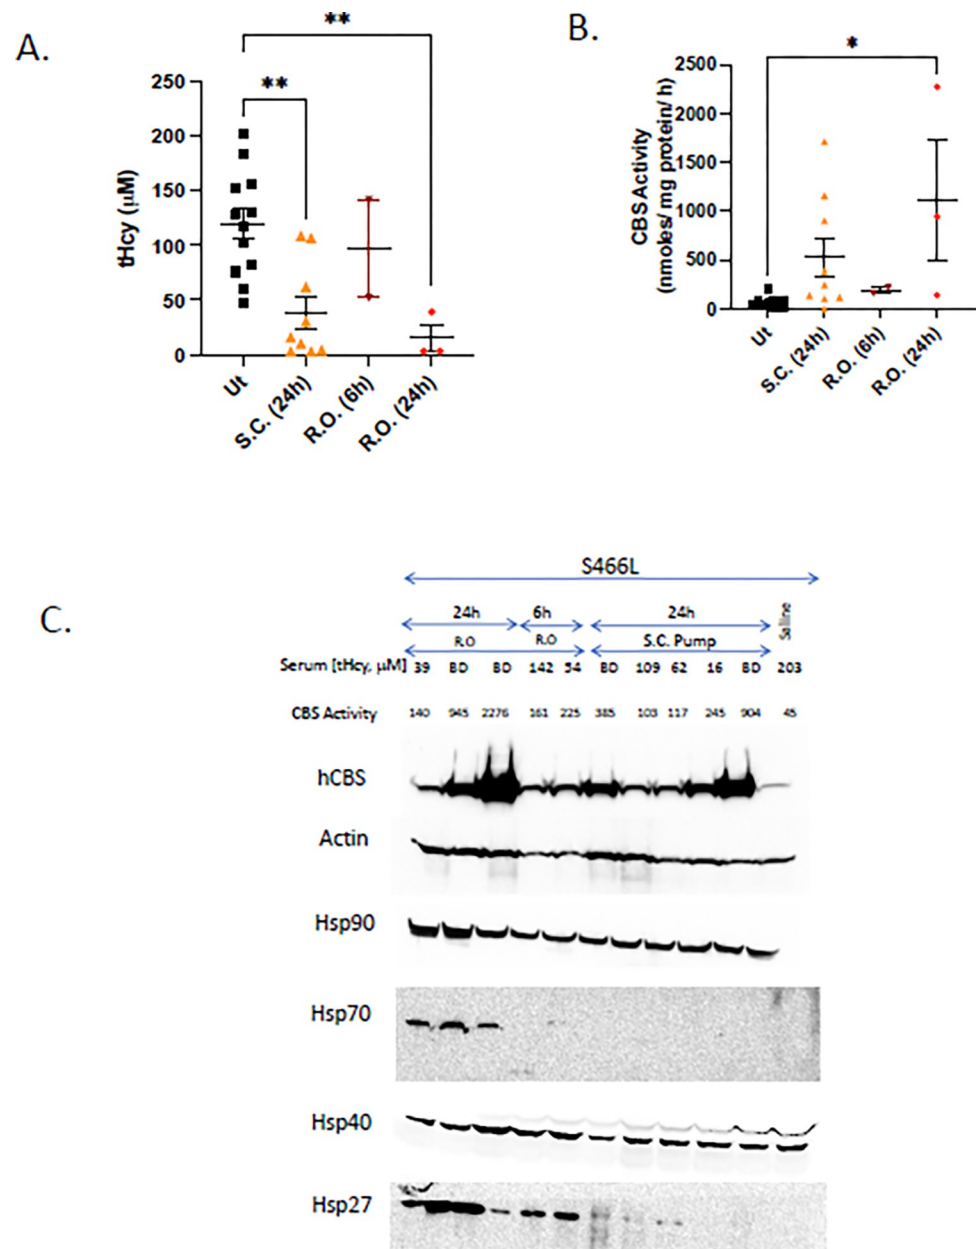 A.
**
**
250
200
150
100
50
0
tHcy (μM)
Ut
S.C. (24h)
R.O. (6h)
R.O. (24h)
B.
*
2500
2000
1500
1000
500
0
CBS Activity
(nmoles/ mg protein/ h)
Ut
S.C. (24h)
R.O. (6h)
R.O. (24h)
C.
S466L
24h 6h 24h Saline
R.O R.O S.C. Pump
Serum [tHcy, μM] 39 BD BD 142 54 BD 109 62 16 BD 203
CBS Activity 140 945 2276 161 225 385 103 117 245 904 45
hCBS
Actin
Hsp90
Hsp70
Hsp40
Hsp27